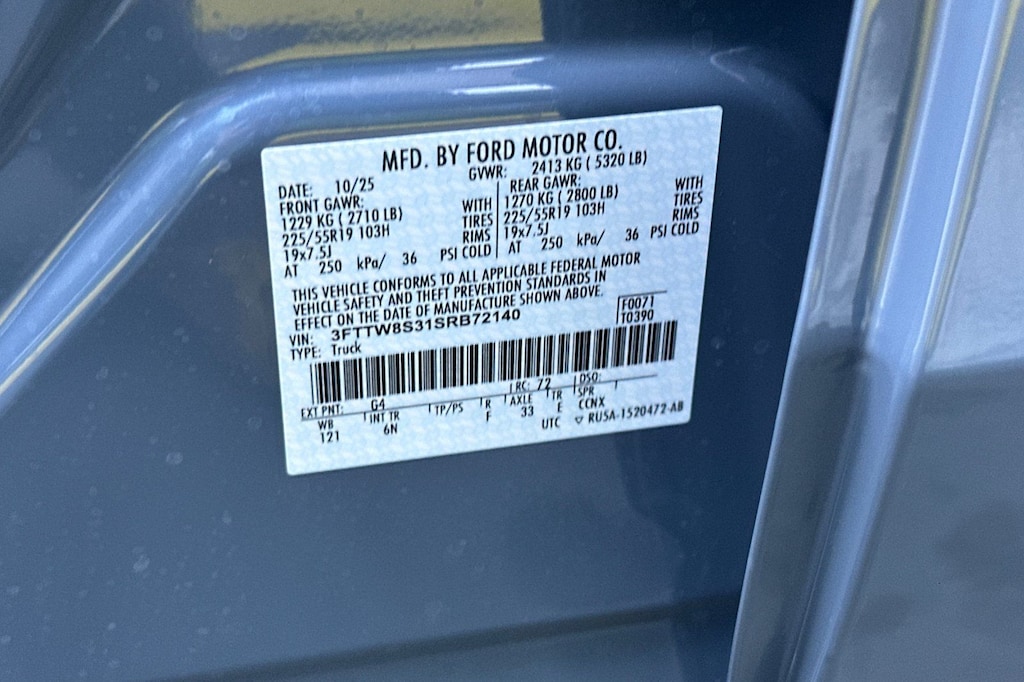 MFD. BY FORD MOTOR CO.
DATE: 10/25 GVWR: 2413 KG ( 5320 LB)
FRONT GAWR: REAR GAWR:
1229 KG ( 2710 LB) WITH 1270 KG ( 2800 LB) WITH
225/55R19 103H TIRES 225/55R19 103H TIRES
19x7.5J RIMS 19x7.5J RIMS
AT 250 kPa/ 36 PSI COLD AT 250 kPa/ 36 PSI COLD
THIS VEHICLE CONFORMS TO ALL APPLICABLE FEDERAL MOTOR
VEHICLE SAFETY AND THEFT PREVENTION STANDARDS IN
EFFECT ON THE DATE OF MANUFACTURE SHOWN ABOVE.
VIN: 3FTTW8S31SRB72140 F0071
TYPE: Truck T0390
EXT PNT: G4 RC: 72 DSO:
WB INT TR TP/PS R AXLE TR SPR
121 6N F 33 E CCNX
UTC ▽ RU5A-1520472-AB